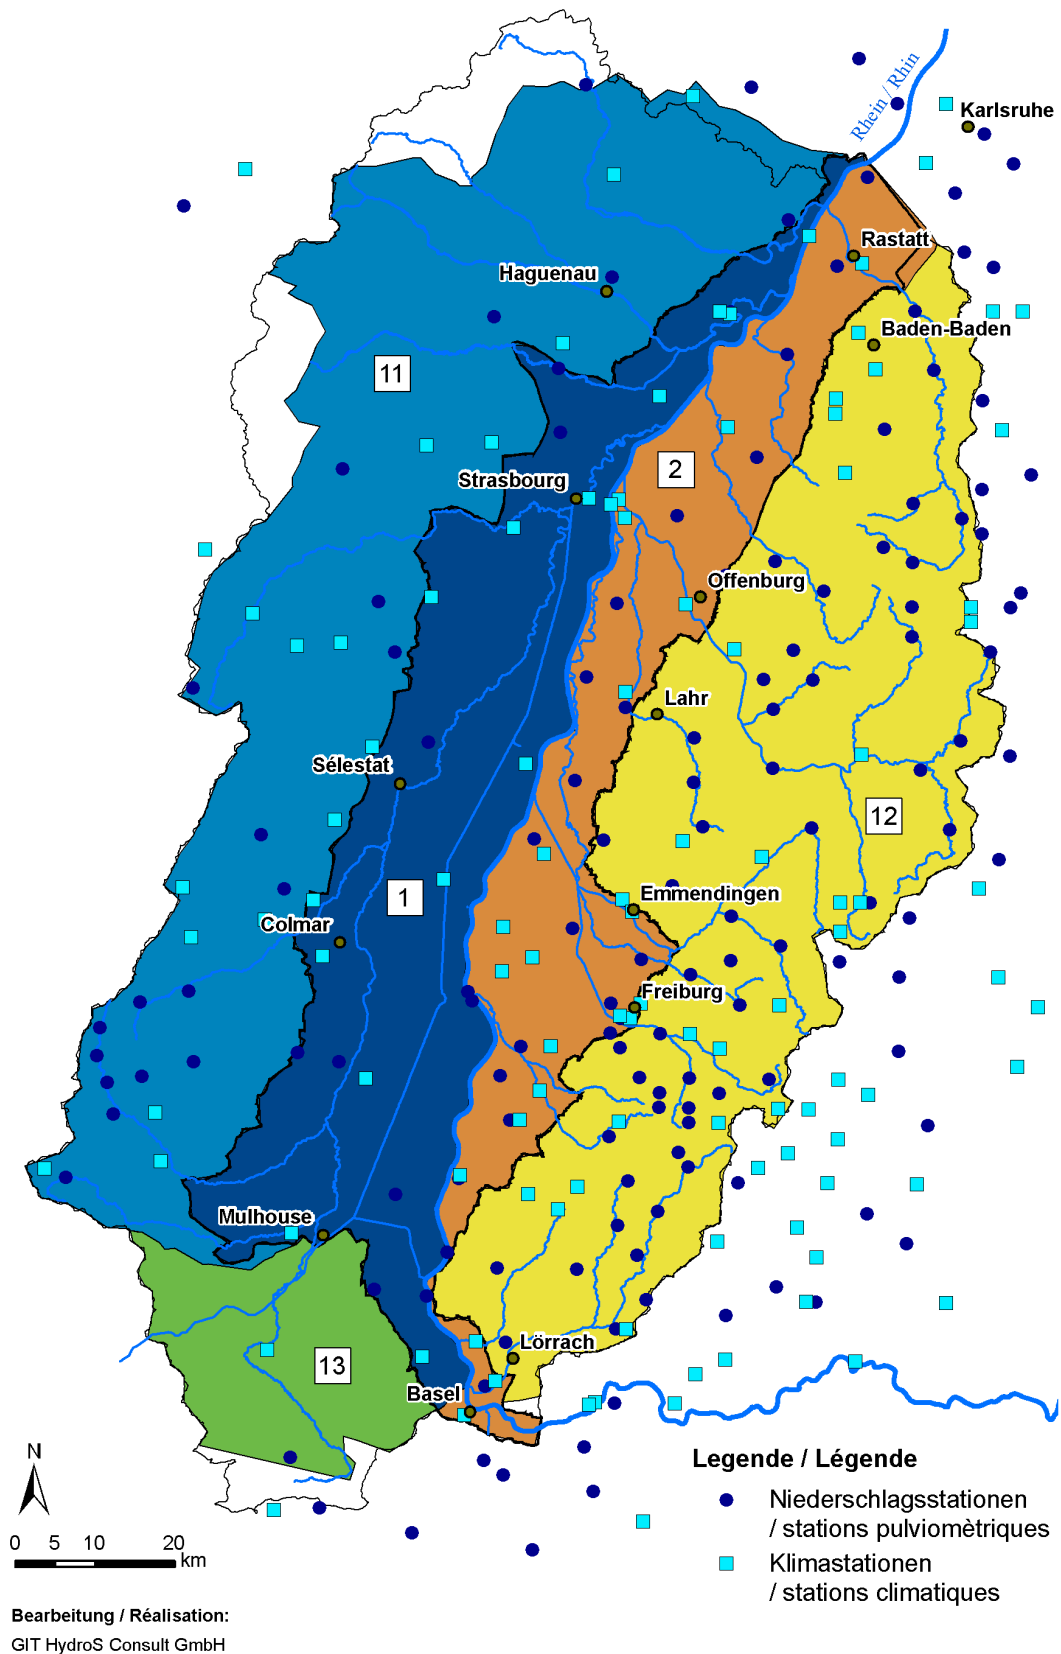 Rhein / Rhin
Karlsruhe
Rastatt
Haguenau
Baden-Baden
11
2
Strasbourg
Offenburg
Lahr
Sélestat
12
1
Emmendingen
Colmar
Freiburg
Mulhouse
Lörrach
13
Basel
N
Legende / Légende
Niederschlagsstationen
/ stations pulviomètriques
0 5 10 20
km
Klimastationen
/ stations climatiques
Bearbeitung / Réalisation:
GIT HydroS Consult GmbH